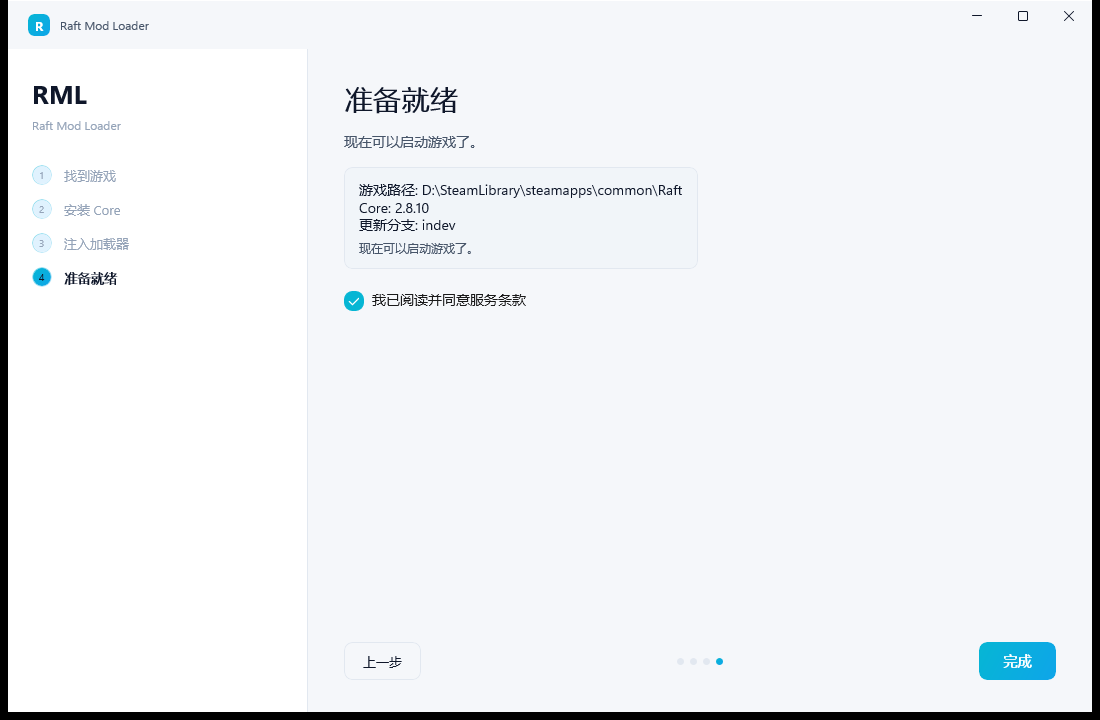 R
Raft Mod Loader
RML
Raft Mod Loader
1 找到游戏
2 安装 Core
3 注入加载器
4 准备就绪
准备就绪
现在可以启动游戏了。
游戏路径: D:\SteamLibrary\steamapps\common\Raft
Core: 2.8.10
更新分支: indev
现在可以启动游戏了。
我已阅读并同意服务条款
上一步
完成